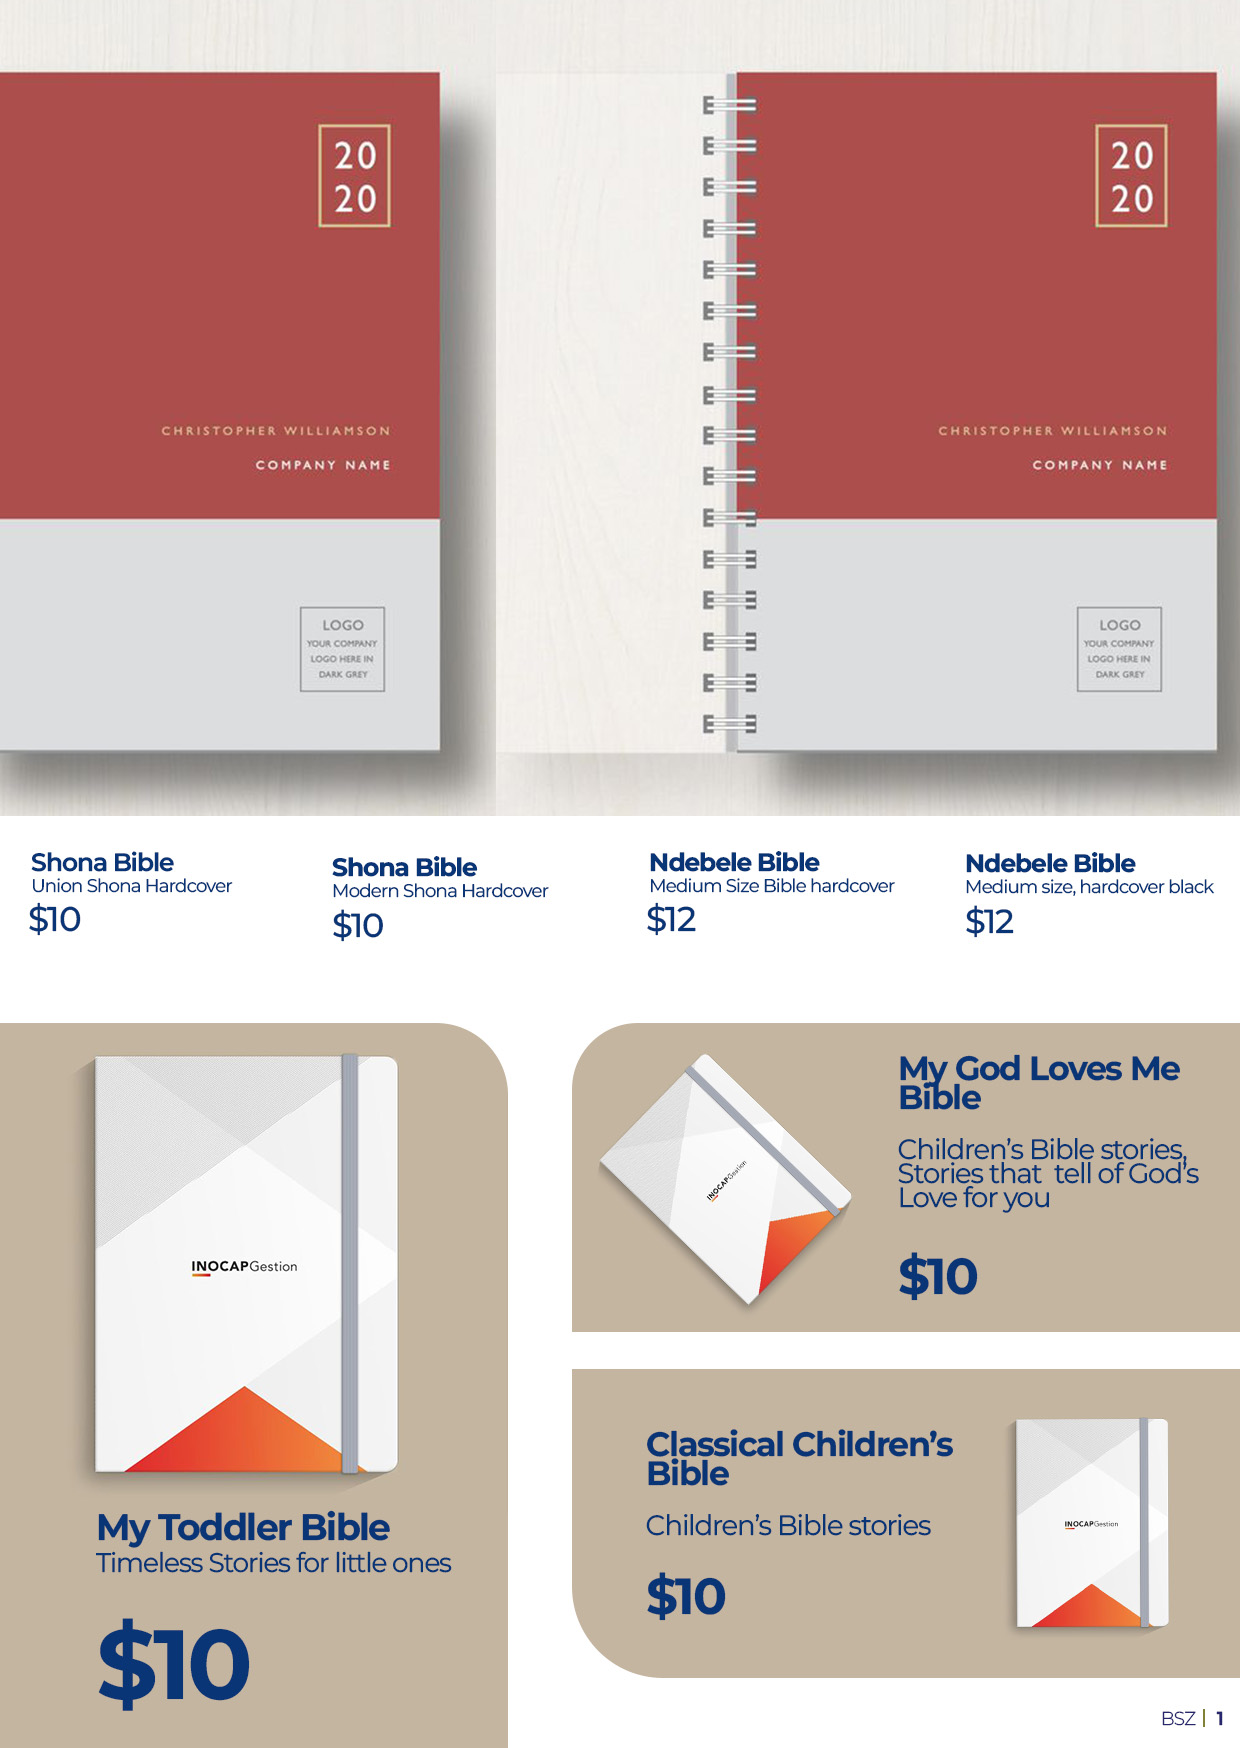 20
20
CHRISTOPHER WILLIAMSON
COMPANY NAME
LOGO
YOUR COMPANY
LOGO HERE IN
DARK GREY
20
20
CHRISTOPHER WILLIAMSON
COMPANY NAME
LOGO
YOUR COMPANY
LOGO HERE IN
DARK GREY
Shona Bible
Union Shona Hardcover
$10
Shona Bible
Modern Shona Hardcover
$10
Ndebele Bible
Medium Size Bible hardcover
$12
Ndebele Bible
Medium size, hardcover black
$12
INOCAPGestion
My Toddler Bible
Timeless Stories for little ones
$10
INOCAPGestion
My God Loves Me
Bible
Children's Bible stories,
Stories that  tell of God's
Love for you
$10
Classical Children's
Bible
Children's Bible stories
$10
INOCAPGestion
BSZ | 1